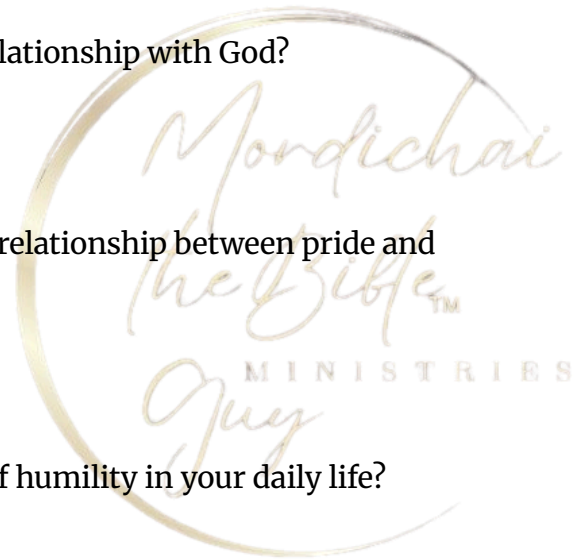 lationship with God?
Mordichai
relationship between pride and
the Bible™
MINISTRIES
Guy
f humility in your daily life?